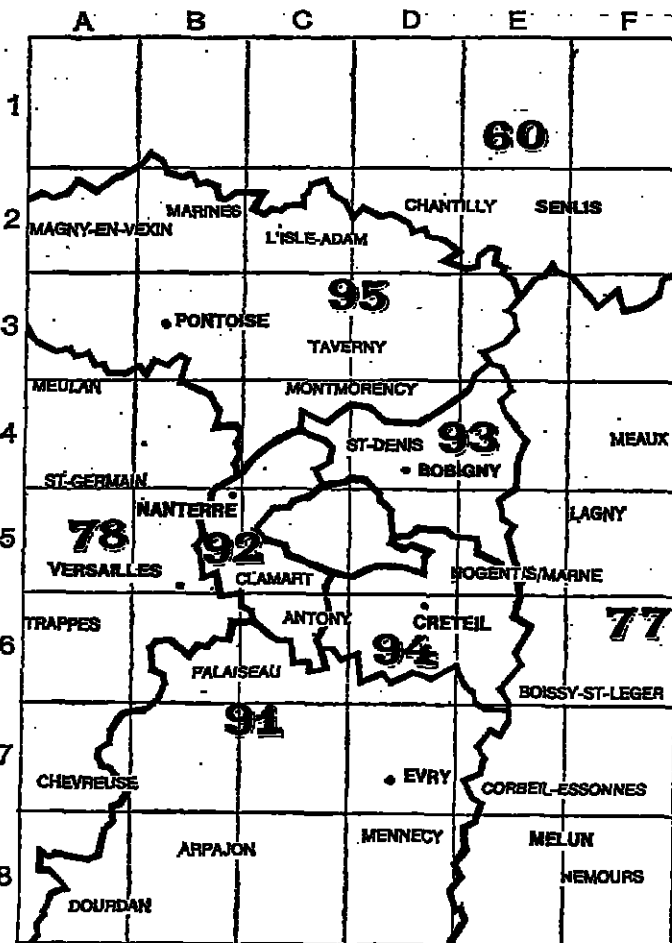 A B C D E F
1
60
2
MARINES
CHANTILLY
SENLIS
MAGNY-EN-VEXIN
L'ISLE-ADAM
95
3
PONTOISE
TAVERNY
MEULAN
MONTMORENCY
4
ST-DENIS
93
MEAUX
BOBIGNY
ST-GERMAIN
NANTERRE
LAGNY
5
78
92
VERSAILLES
CLAMART
NOGENT/S/MARNE
TRAPPES
ANTONY
CRETEIL
77
6
94
PALAISEAU
BOISSY-ST-LEGER
91
7
EVRY
CHEVREUSE
CORBEIL-ESSONNES
MENNECY
MELUN
ARPAJON
8
NEMOURS
DOURDAN